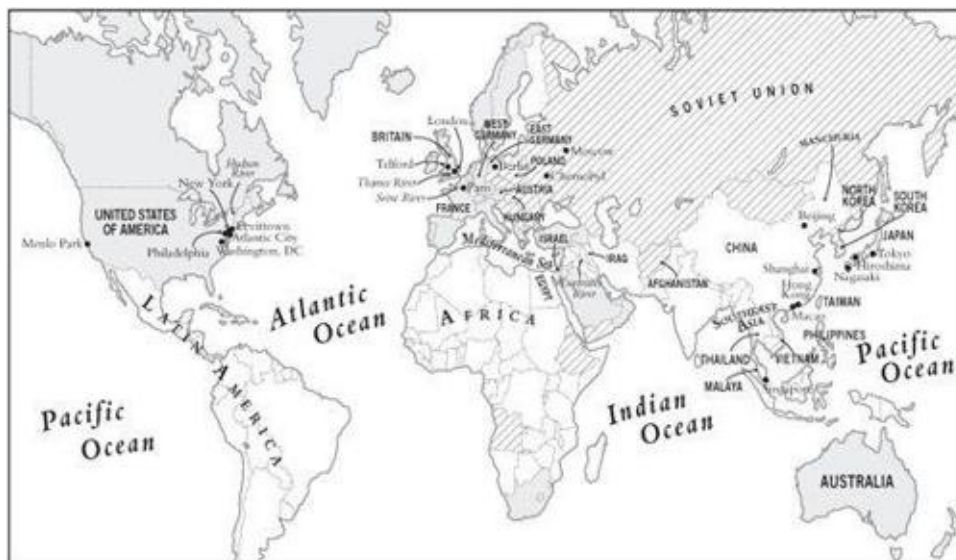 SOVIET UNION
London
BRITAIN
WEST
GERMANY
EAST
GERMANY
Moscow
MANCHURIA
Telford
Berlin
POLAND
Thames River
Chernobyl
Hudson
River
New York
Seine River
Paris
AUSTRIA
NORTH
KOREA
SOUTH
KOREA
FRANCE
HUNGARY
Beijing
UNITED STATES
OF AMERICA
Levittown
Atlantic City
Washington, DC
Philadelphia
Menlo Park
Mediterranean Sea
ISRAEL
IRAQ
CHINA
JAPAN
Tokyo
Hiroshima
Nagasaki
Shanghai
EGYPT
River
AFGHANISTAN
Hong
Kong
Macao
TAIWAN
Atlantic
Ocean
AFRICA
SOUTHEAST
ASIA
PHILIPPINES
LATIN AMERICA
THAILAND
VIETNAM
Pacific
Ocean
MALAYA
Singapore
Indian
Ocean
Pacific
Ocean
AUSTRALIA